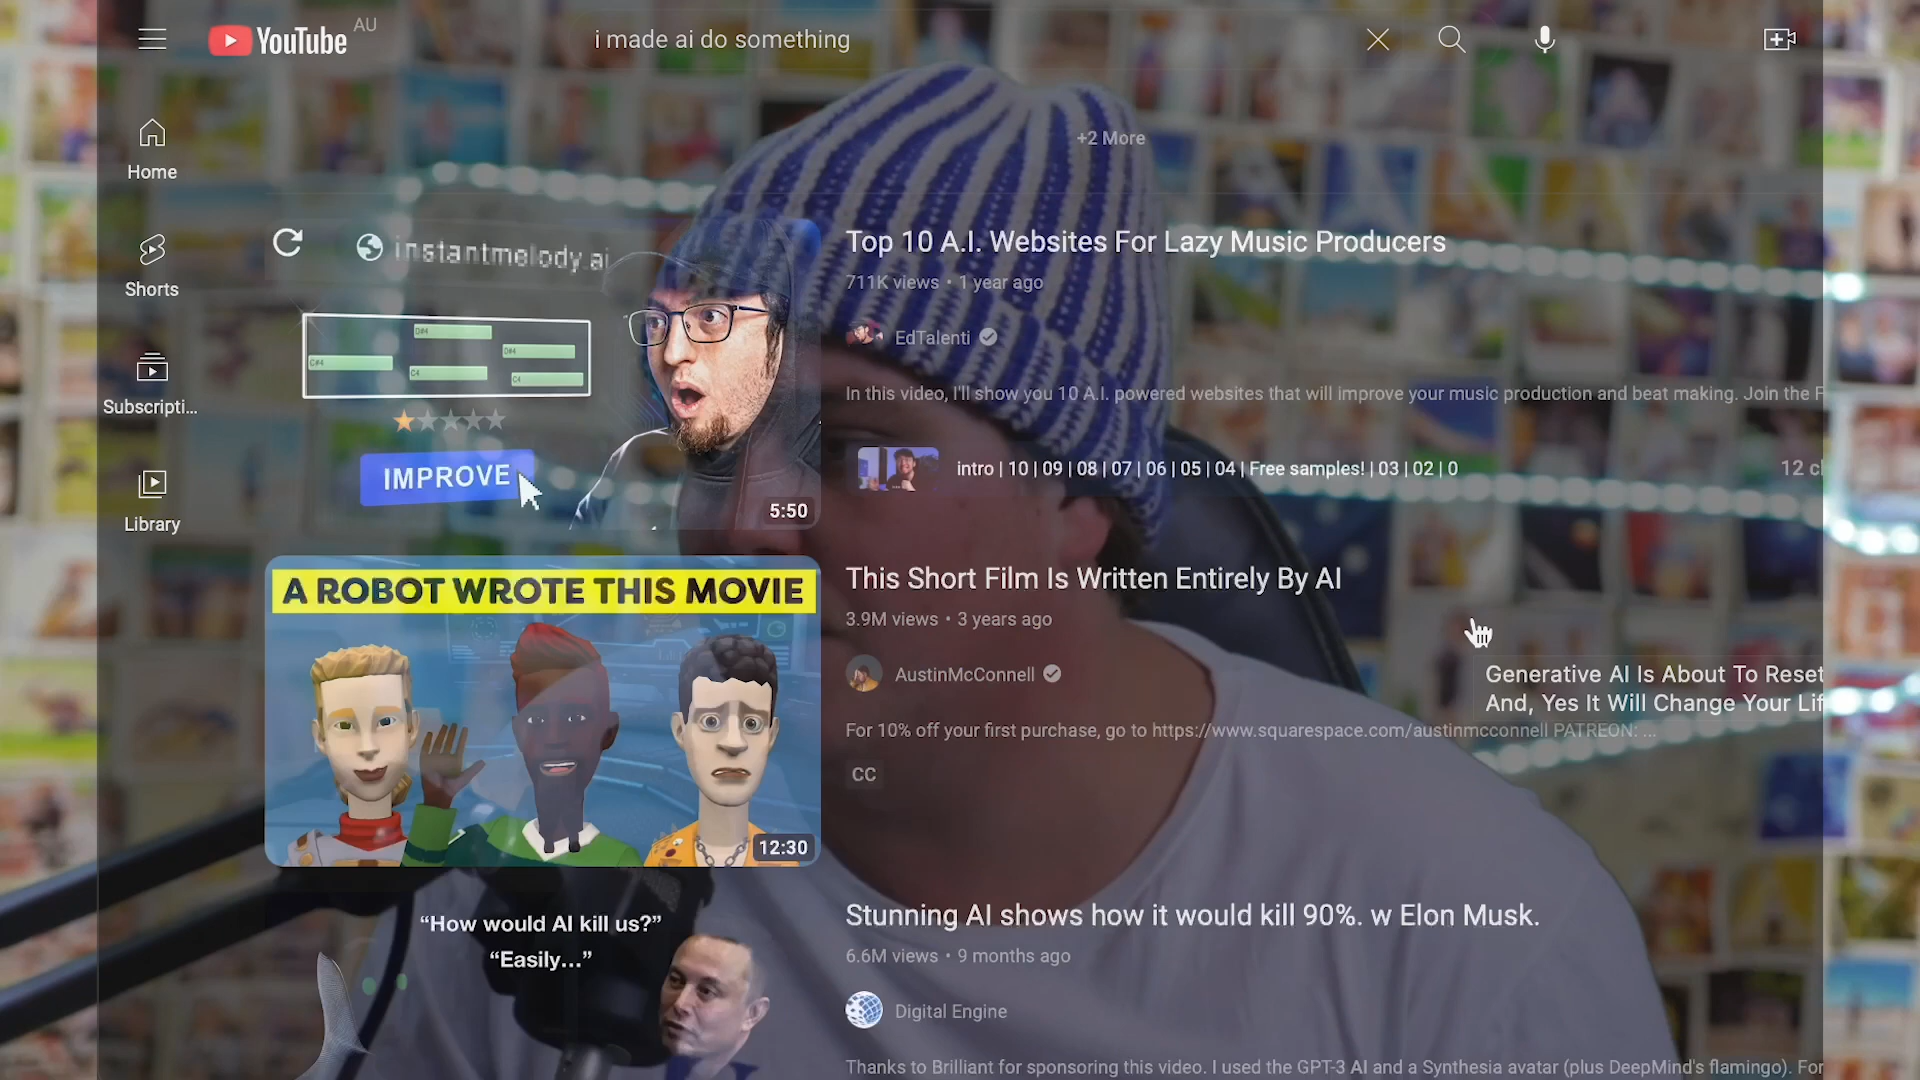 YouTube AU
i made ai do something
+2 More
Home
Shorts
Subscripti...
Library
instantmelody.ai
D#4
D#4
C#4
C4
C4
IMPROVE
5:50
Top 10 A.I. Websites For Lazy Music Producers
711K views • 1 year ago
EdTalenti
In this video, I'll show you 10 A.I. powered websites that will improve your music production and beat making. Join the F
intro | 10 | 09 | 08 | 07 | 06 | 05 | 04 | Free samples! | 03 | 02 | 0
12 ch
A ROBOT WROTE THIS MOVIE
12:30
This Short Film Is Written Entirely By AI
3.9M views • 3 years ago
AustinMcConnell
For 10% off your first purchase, go to https://www.squarespace.com/austinmcconnell PATREON: ...
CC
Generative AI Is About To Reset
And, Yes It Will Change Your Lif
“How would AI kill us?”
“Easily...”
Stunning AI shows how it would kill 90%. w Elon Musk.
6.6M views • 9 months ago
Digital Engine
Thanks to Brilliant for sponsoring this video. I used the GPT-3 AI and a Synthesia avatar (plus DeepMind's flamingo). For